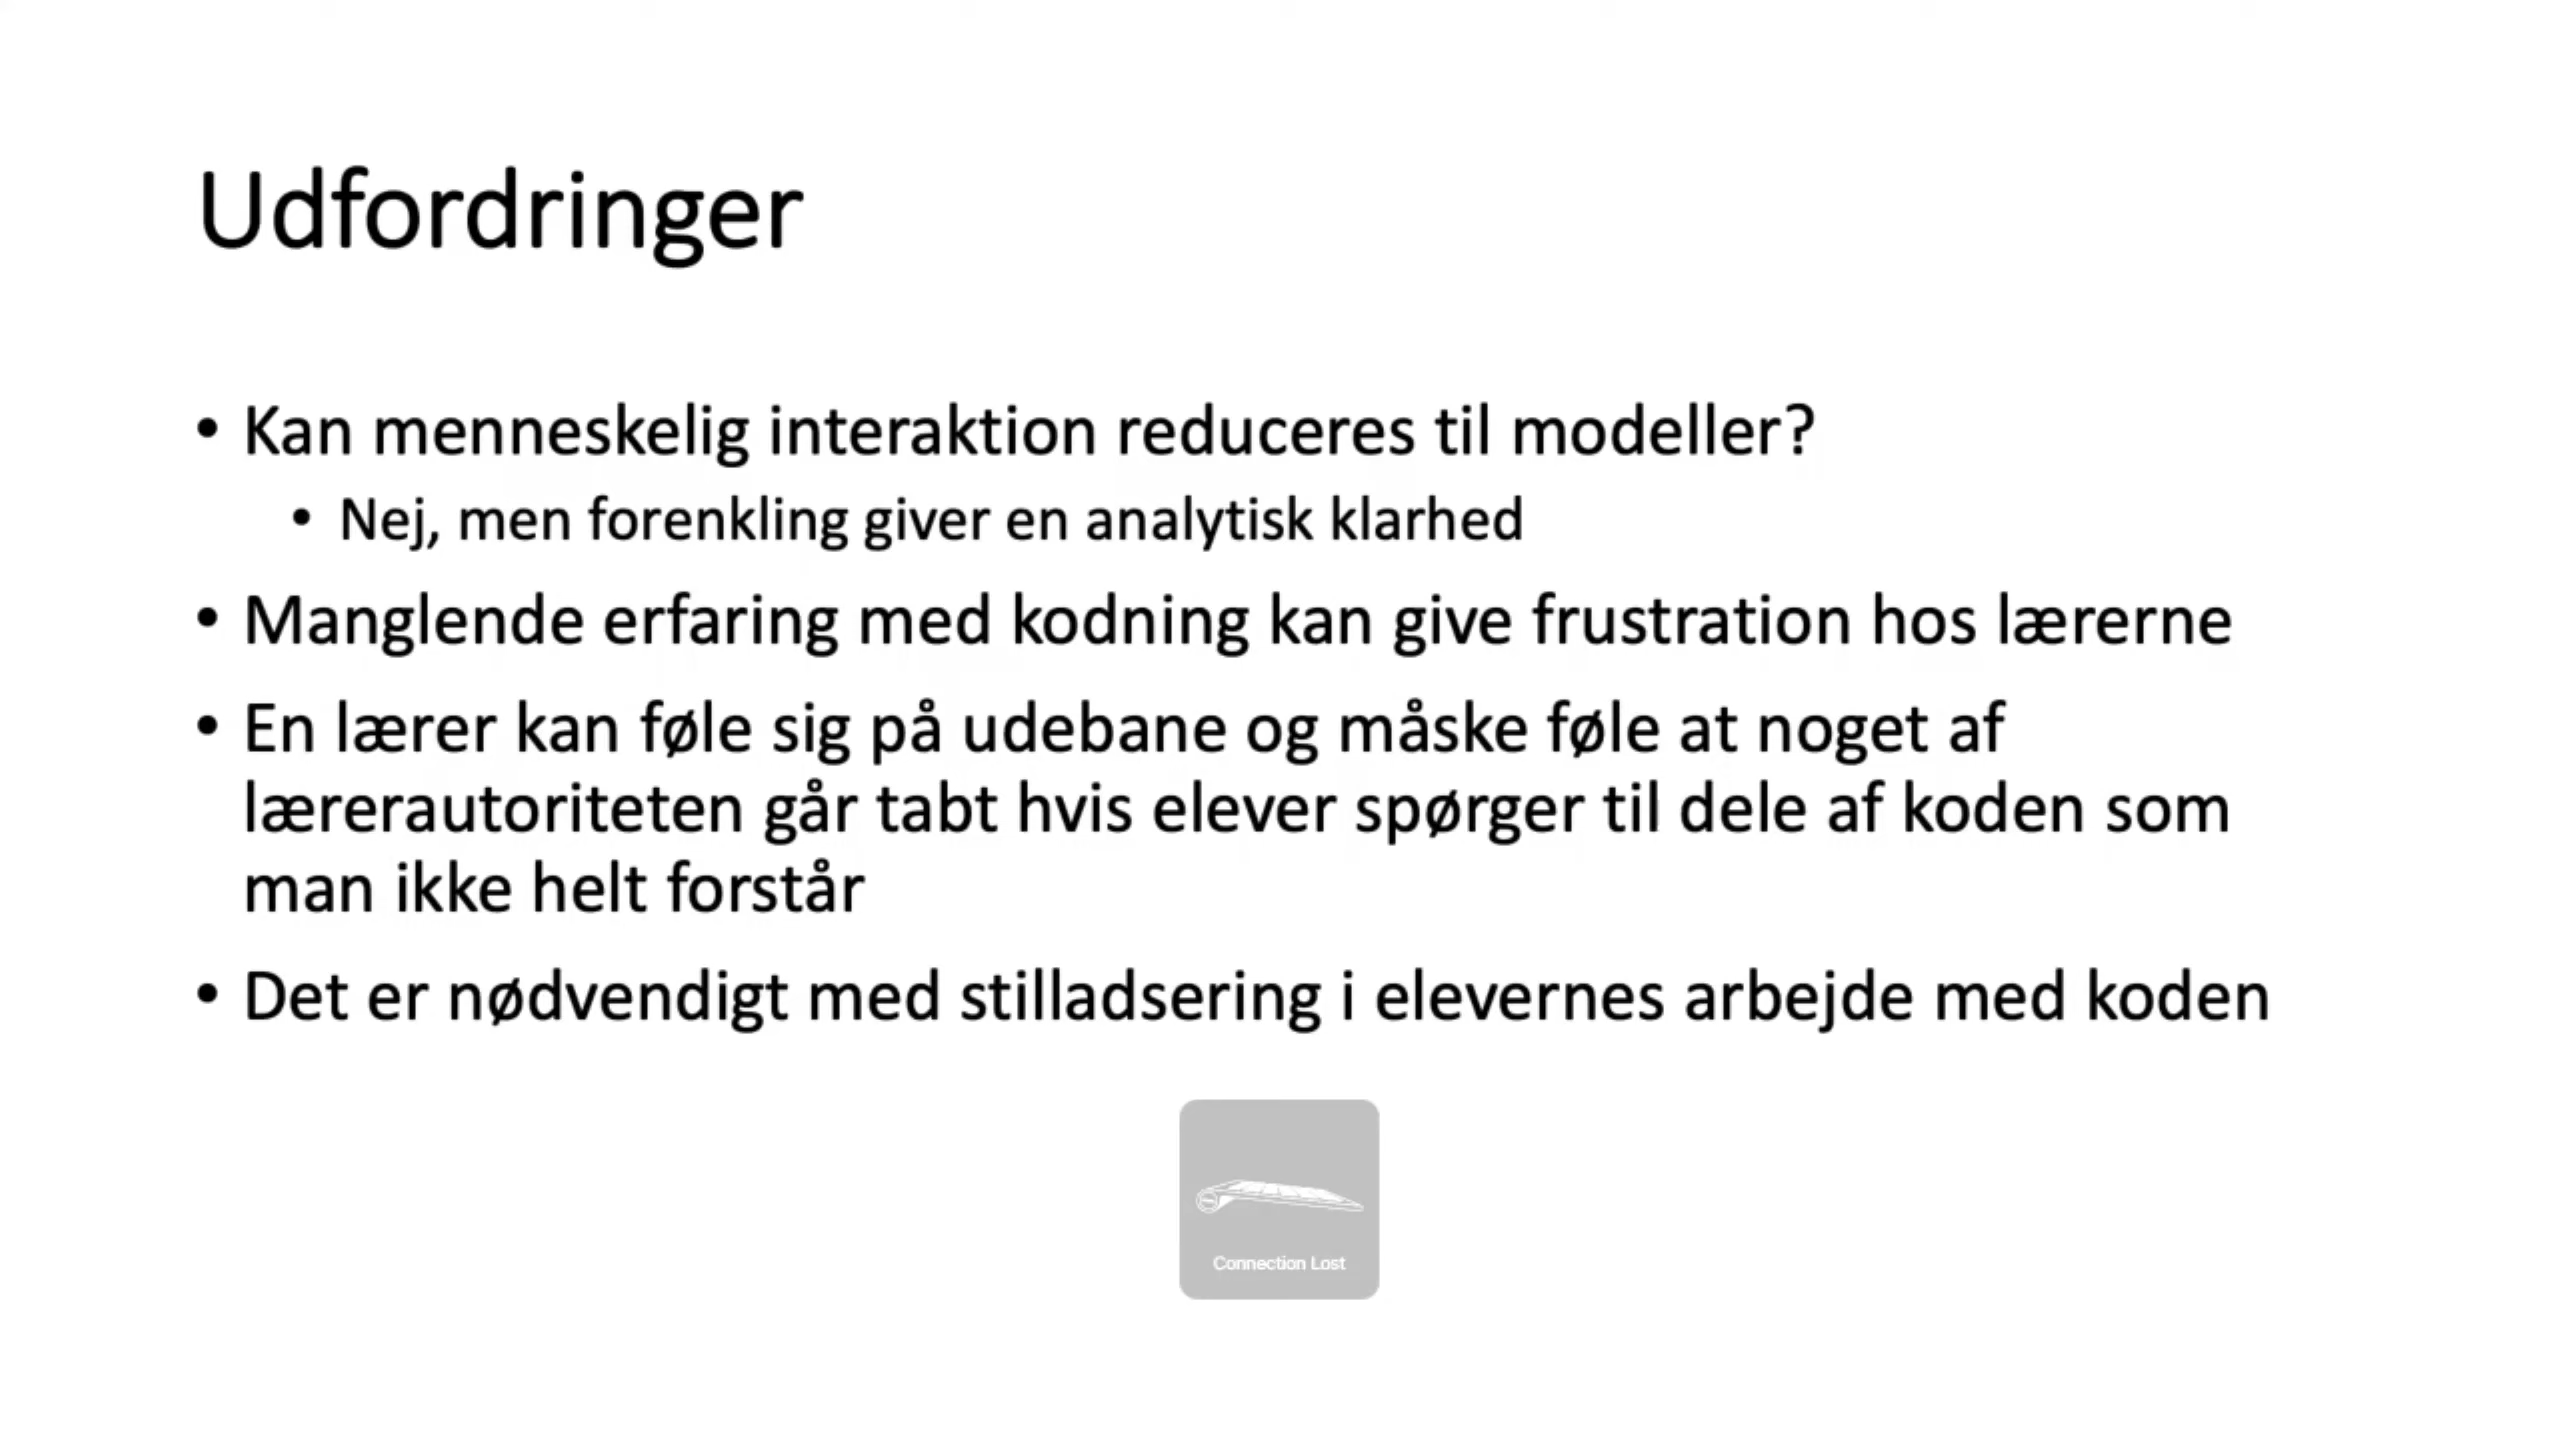 Udfordringer
• Kan menneskelig interaktion reduceres til modeller?
• Nej, men forenkling giver en analytisk klarhed
• Manglende erfaring med kodning kan give frustration hos lærerne
• En lærer kan føle sig på udebane og måske føle at noget af
lærerautoriteten går tabt hvis elever spørger til dele af koden som
man ikke helt forstår
• Det er nødvendigt med stilladsering i elevernes arbejde med koden
Connection Lost